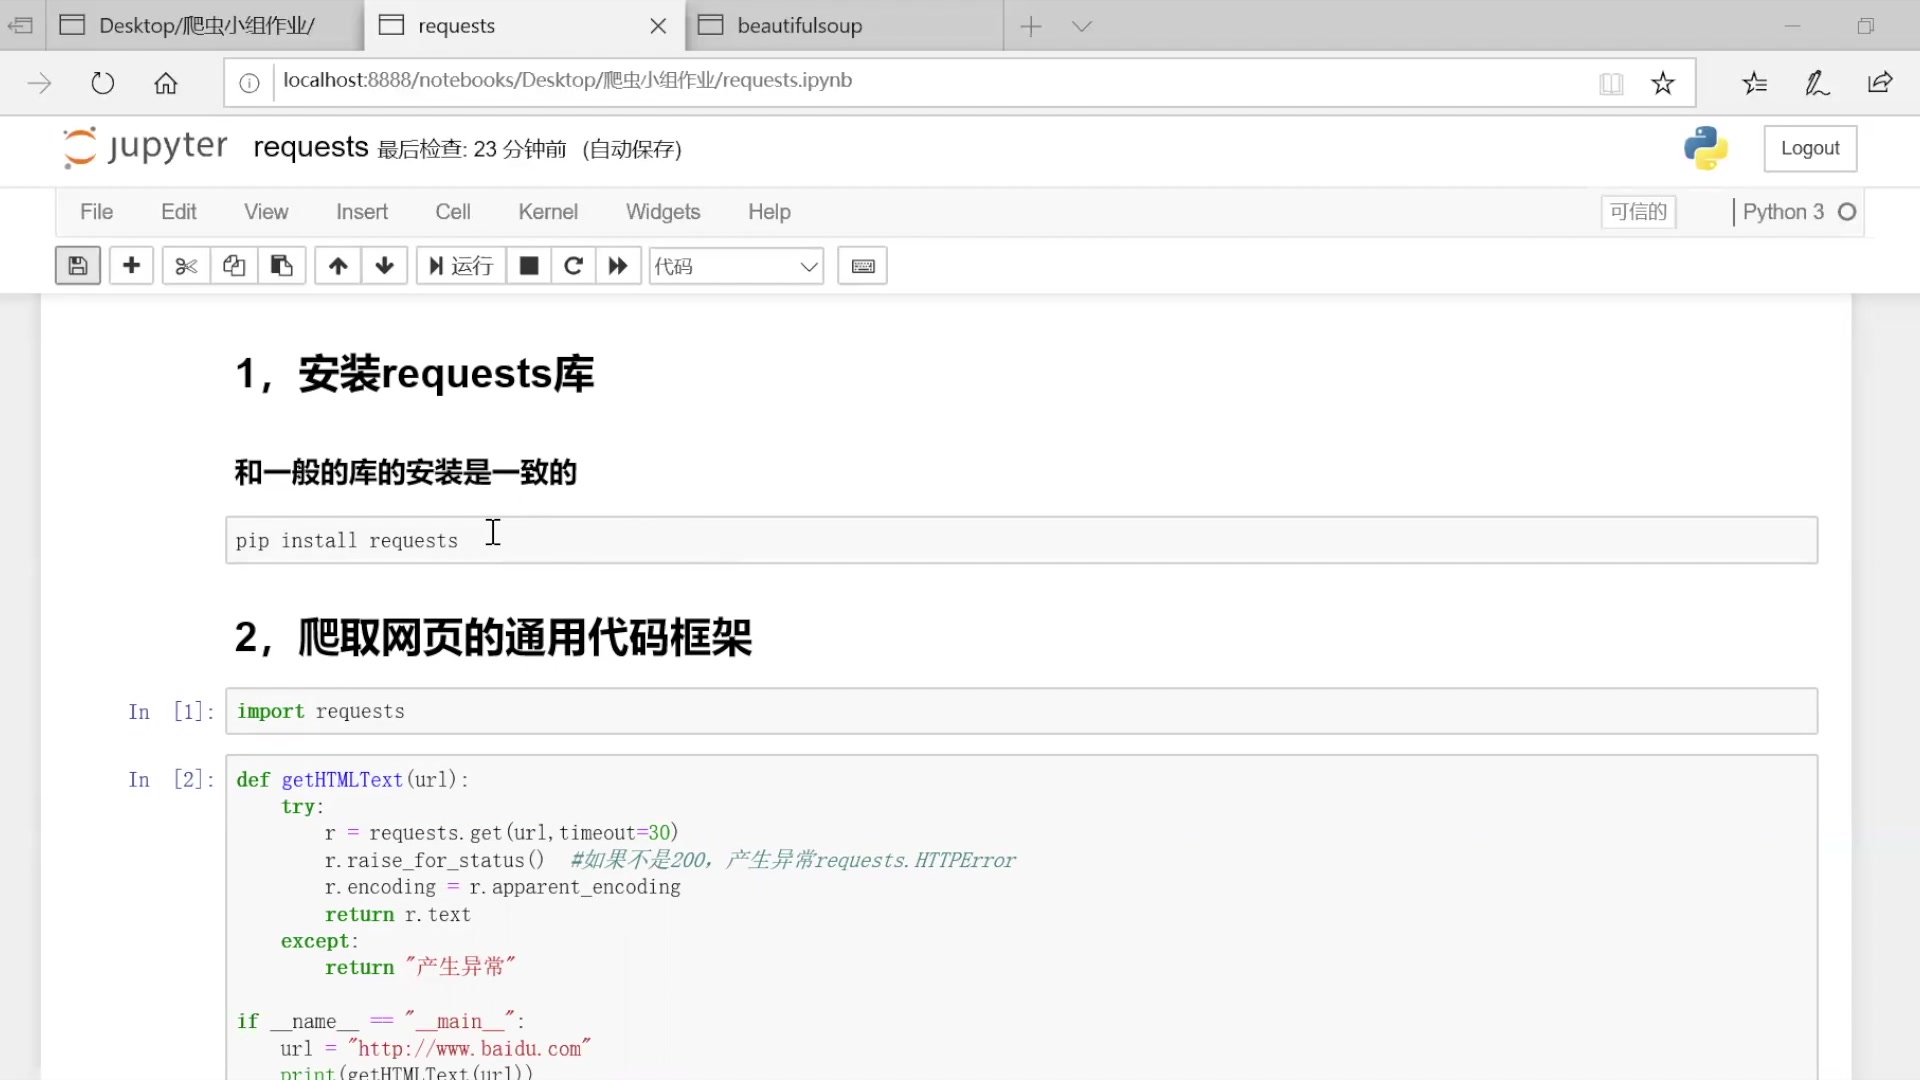 Desktop/爬虫小组作业/
requests
beautifulsoup
localhost:8888/notebooks/Desktop/爬虫小组作业/requests.ipynb
jupyter requests 最后检查: 23 分钟前 (自动保存)
Logout
File Edit View Insert Cell Kernel Widgets Help
可信的
Python 3
运行
代码
1，安装requests库
和一般的库的安装是一致的
pip install requests
2，爬取网页的通用代码框架
In [1]: import requests
In [2]: def getHTMLText(url):
try:
r = requests.get(url,timeout=30)
r.raise_for_status() #如果不是200，产生异常requests.HTTPError
r.encoding = r.apparent_encoding
return r.text
except:
return "产生异常"
if __name__ == "__main__":
url = "http://www.baidu.com"
print(getHTMLText(url))